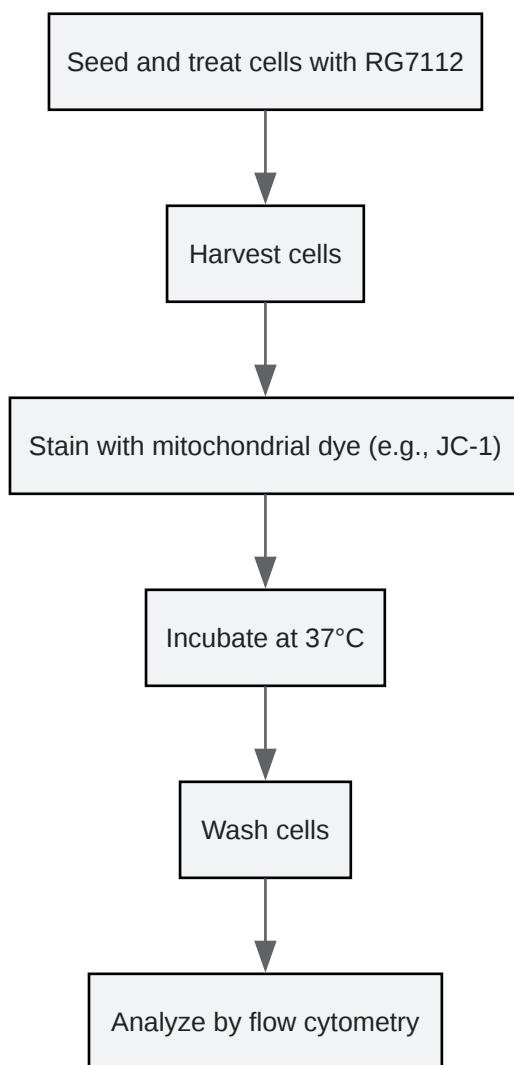 Seed and treat cells with RG7112
Harvest cells
Stain with mitochondrial dye (e.g., JC-1)
Incubate at 37°C
Wash cells
Analyze by flow cytometry